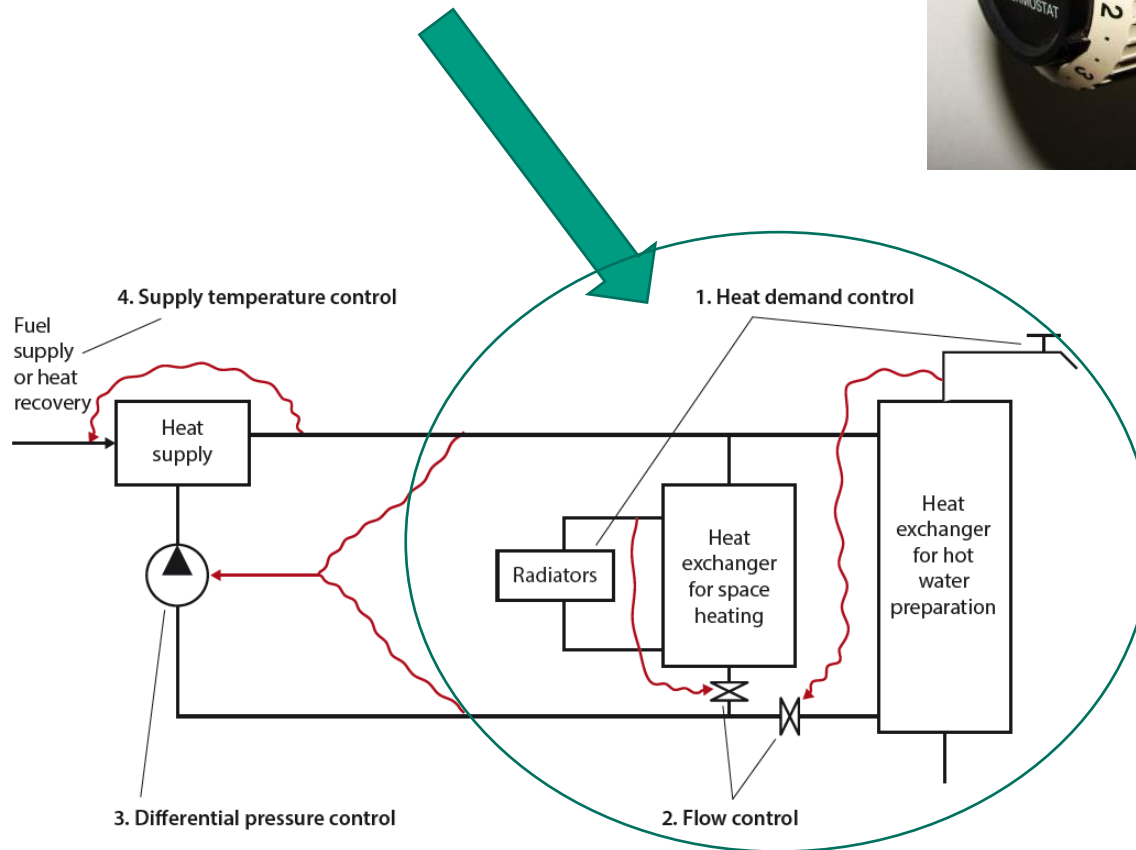 2
3
4. Supply temperature control
1. Heat demand control
Fuel
supply
or heat
recovery
Heat
supply
Radiators
Heat
exchanger
for space
heating
Heat
exchanger
for hot
water
preparation
3. Differential pressure control
2. Flow control